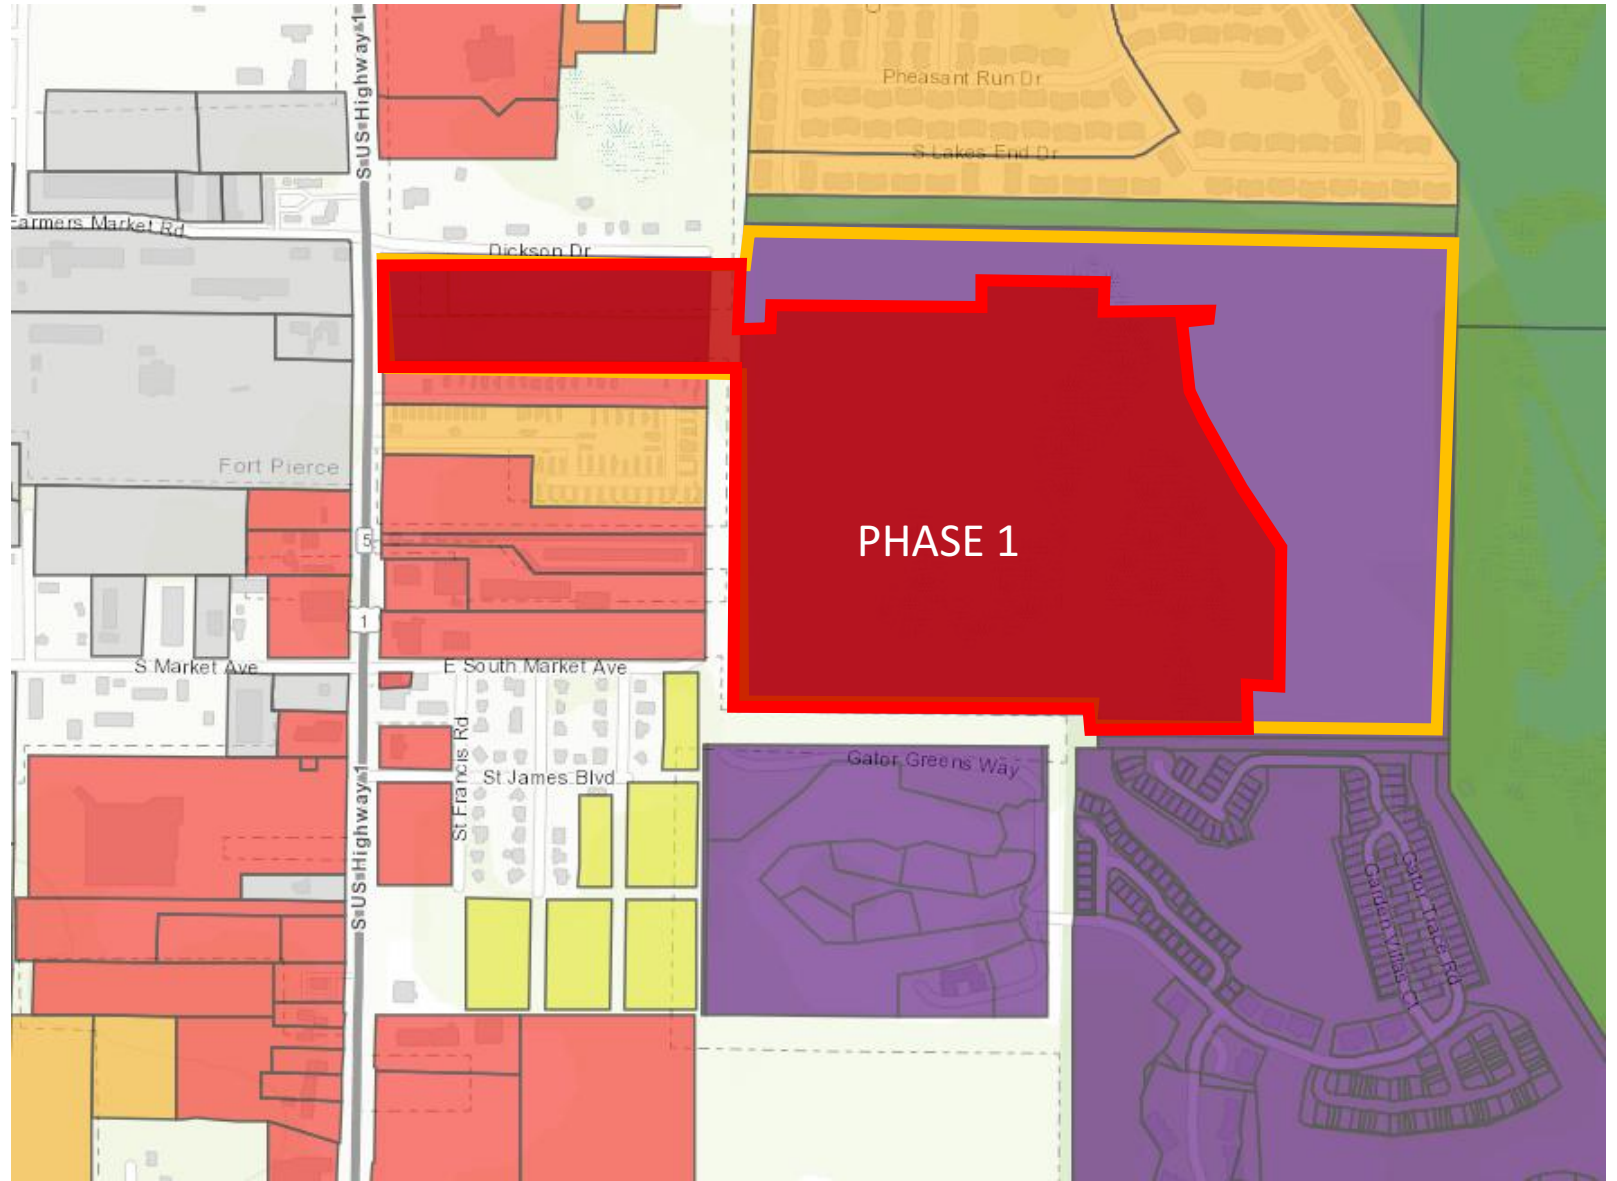 S US Highway 1
Pheasant Run Dr
S Lakes End Dr
Farmers Market Rd
Dickson Dr
Fort Pierce
5
PHASE 1
1
S Market Ave
E South Market Ave
St Francis Rd
St James Blvd
Gator Greens Way
S US Highway 1
Gator Trace Rd
Garden Villas Ct